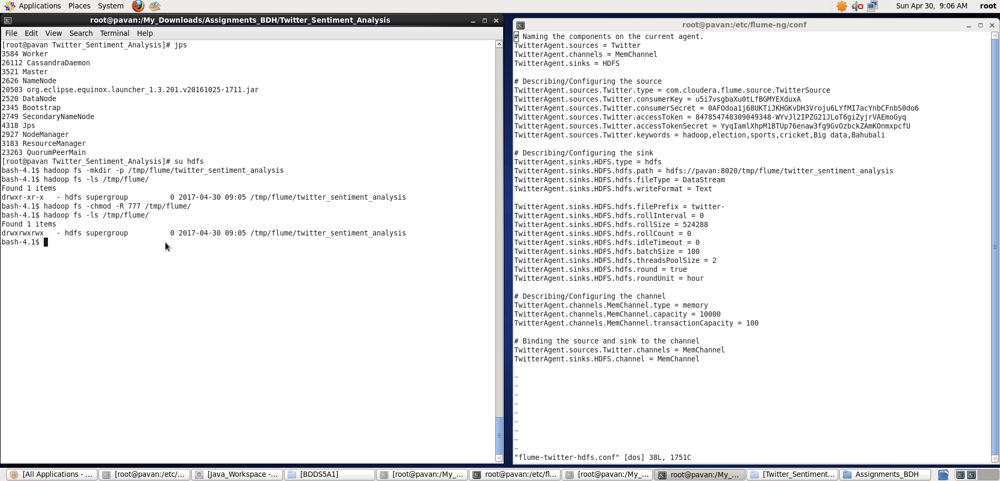 Applications Places System
Sun Apr 30, 9:06 AM root
root@pavan:/My_Downloads/Assignments_BDH/Twitter_Sentiment_Analysis
File Edit View Search Terminal Help
[root@pavan Twitter_Sentiment_Analysis]# jps
3584 Worker
26112 CassandraDaemon
3521 Master
2626 NameNode
20503 org.eclipse.equinox.launcher_1.3.201.v20161025-1711.jar
2520 DataNode
2345 Bootstrap
2749 SecondaryNameNode
4318 Jps
2927 NodeManager
3183 ResourceManager
23263 QuorumPeerMain
[root@pavan Twitter_Sentiment_Analysis]# su hdfs
bash-4.1$ hadoop fs -mkdir -p /tmp/flume/twitter_sentiment_analysis
bash-4.1$ hadoop fs -ls /tmp/flume/
Found 1 items
drwxr-xr-x   - hdfs supergroup          0 2017-04-30 09:05 /tmp/flume/twitter_sentiment_analysis
bash-4.1$ hadoop fs -chmod -R 777 /tmp/flume/
bash-4.1$ hadoop fs -ls /tmp/flume/
Found 1 items
drwxrwxrwx   - hdfs supergroup          0 2017-04-30 09:05 /tmp/flume/twitter_sentiment_analysis
bash-4.1$
root@pavan:/etc/flume-ng/conf
# Naming the components on the current agent.
TwitterAgent.sources = Twitter
TwitterAgent.channels = MemChannel
TwitterAgent.sinks = HDFS
# Describing/Configuring the source
TwitterAgent.sources.Twitter.type = com.cloudera.flume.source.TwitterSource
TwitterAgent.sources.Twitter.consumerKey = u5i7vsgbaXu0tLfBGMYEXduxA
TwitterAgent.sources.Twitter.consumerSecret = 0AFOdoa1j68UKTiJKHGKvDH3Vroju6LYfMI7acYnbCFnbS0do6
TwitterAgent.sources.Twitter.accessToken = 847854748309049348-WYvJl2IPZG21JLoT6giZyjrVAEmoGyq
TwitterAgent.sources.Twitter.accessTokenSecret = YyqIamlXhpM1BTUp76enaw3fg9GvOzbckZAmKOnmxpcfU
TwitterAgent.sources.Twitter.keywords = hadoop,election,sports,cricket,Big data,Bahubali
# Describing/Configuring the sink
TwitterAgent.sinks.HDFS.type = hdfs
TwitterAgent.sinks.HDFS.hdfs.path = hdfs://pavan:8020/tmp/flume/twitter_sentiment_analysis
TwitterAgent.sinks.HDFS.hdfs.fileType = DataStream
TwitterAgent.sinks.HDFS.hdfs.writeFormat = Text
TwitterAgent.sinks.HDFS.hdfs.filePrefix = twitter-
TwitterAgent.sinks.HDFS.hdfs.rollInterval = 0
TwitterAgent.sinks.HDFS.hdfs.rollSize = 524288
TwitterAgent.sinks.HDFS.hdfs.rollCount = 0
TwitterAgent.sinks.HDFS.hdfs.idleTimeout = 0
TwitterAgent.sinks.HDFS.hdfs.batchSize = 100
TwitterAgent.sinks.HDFS.hdfs.threadsPoolSize = 2
TwitterAgent.sinks.HDFS.hdfs.round = true
TwitterAgent.sinks.HDFS.hdfs.roundUnit = hour
# Describing/Configuring the channel
TwitterAgent.channels.MemChannel.type = memory
TwitterAgent.channels.MemChannel.capacity = 10000
TwitterAgent.channels.MemChannel.transactionCapacity = 100
# Binding the source and sink to the channel
TwitterAgent.sources.Twitter.channels = MemChannel
TwitterAgent.sinks.HDFS.channel = MemChannel
~
~
~
~
~
~
~
~
~
"flume-twitter-hdfs.conf" [dos] 38L, 1751C
[All Applications - ... [root@pavan:/etc/... [Java_Workspace -... [BDDS5A1] [root@pavan:/My_... root@pavan:/etc/fl... [root@pavan:/My_... root@pavan:/My_... [Twitter_Sentiment... Assignments_BDH